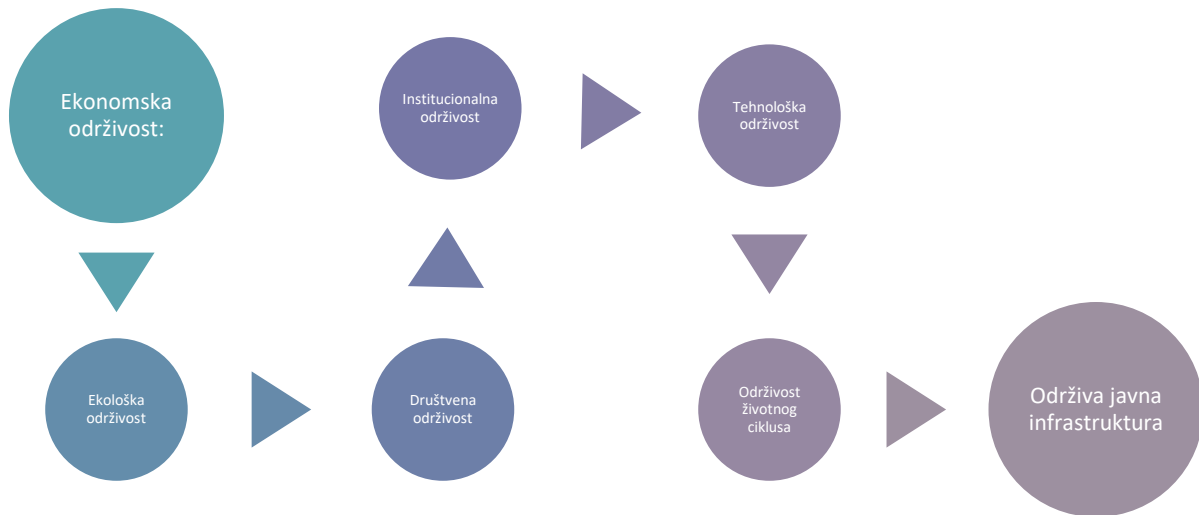 Ekonomska
održivost:
Ekološka
održivost
Društvena
održivost
Institucionalna
održivost
Tehnološka
održivost
Održivost
životnog
ciklusa
Održiva javna
infrastruktura